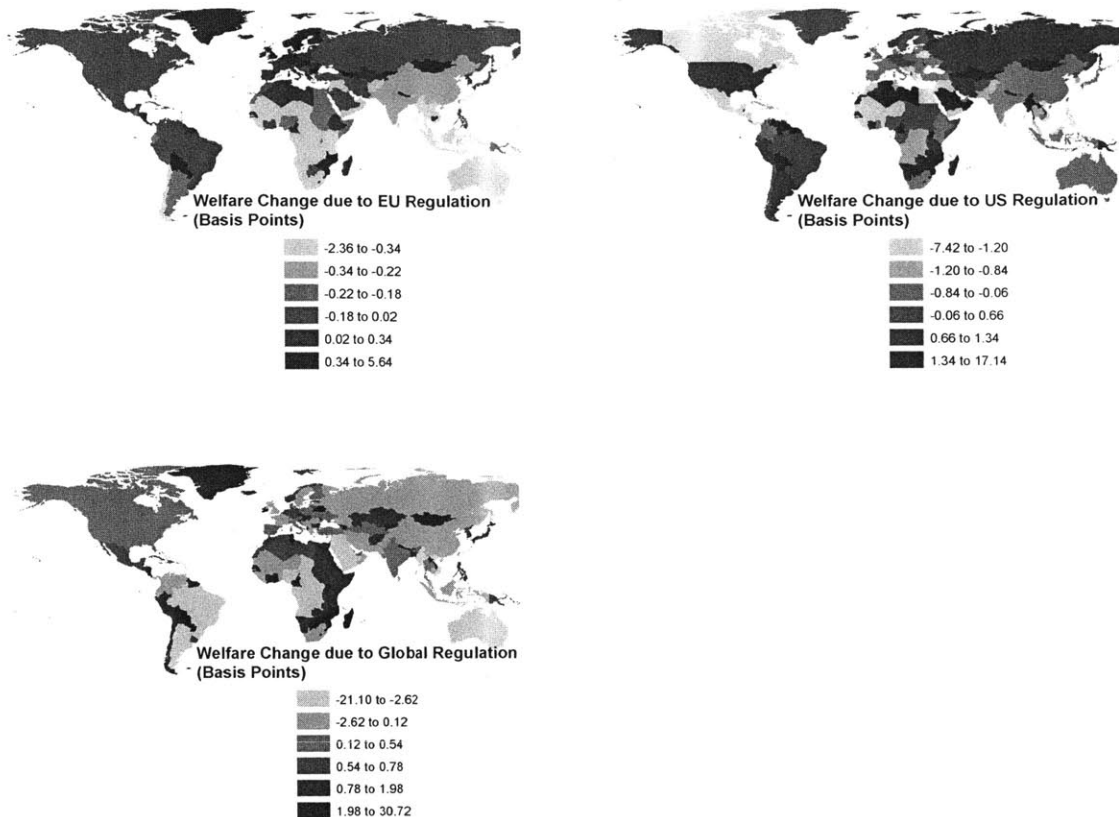 Welfare Change due to EU Regulation
(Basis Points)
-2.36 to -0.34
-0.34 to -0.22
-0.22 to -0.18
-0.18 to 0.02
0.02 to 0.34
0.34 to 5.64
Welfare Change due to US Regulation
(Basis Points)
-7.42 to -1.20
-1.20 to -0.84
-0.84 to -0.06
-0.06 to 0.66
0.66 to 1.34
1.34 to 17.14
Welfare Change due to Global Regulation
(Basis Points)
-21.10 to -2.62
-2.62 to 0.12
0.12 to 0.54
0.54 to 0.78
0.78 to 1.98
1.98 to 30.72